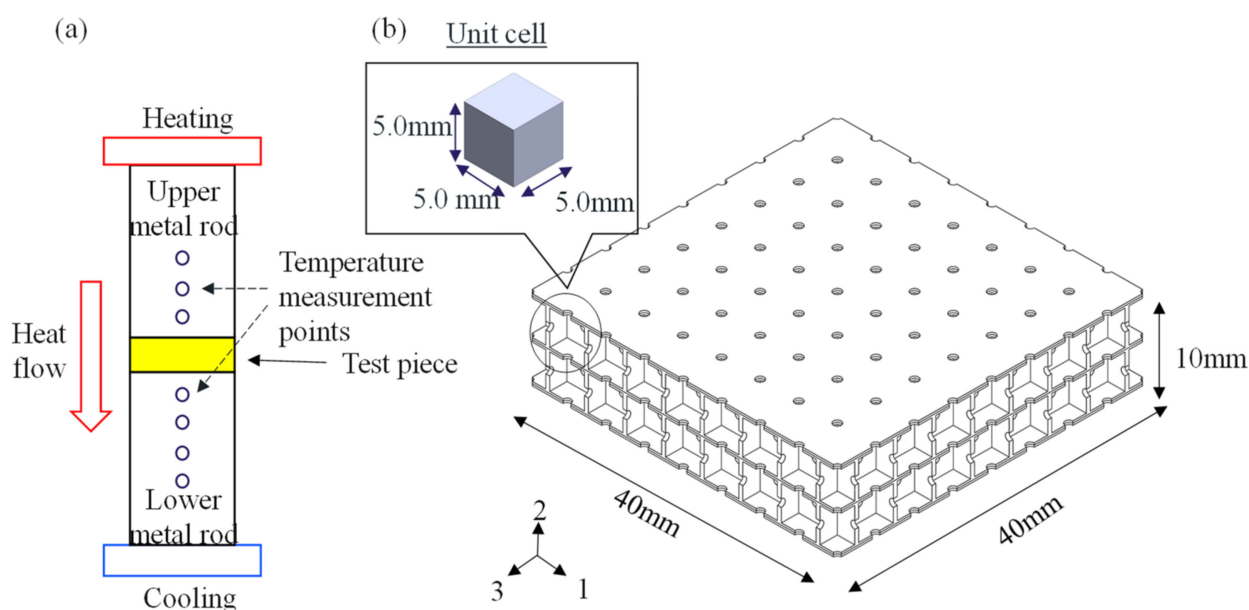 (a)
Heating
Upper
metal rod
Temperature
measurement
points
Heat
flow
Test piece
Lower
metal rod
Cooling
(b)
Unit cell
5.0mm
5.0 mm
5.0mm
10mm
40mm
40mm
2
3
1